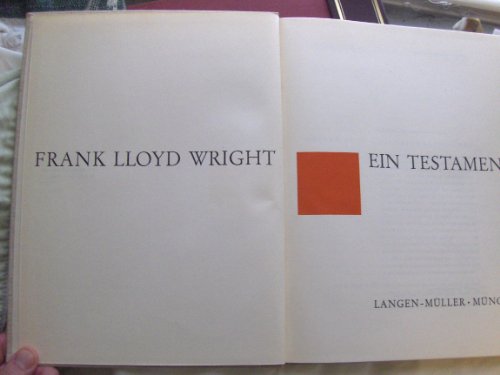 FRANK LLOYD WRIGHT
EIN TESTAMEN
LANGEN-MÜLLER · MÜNC